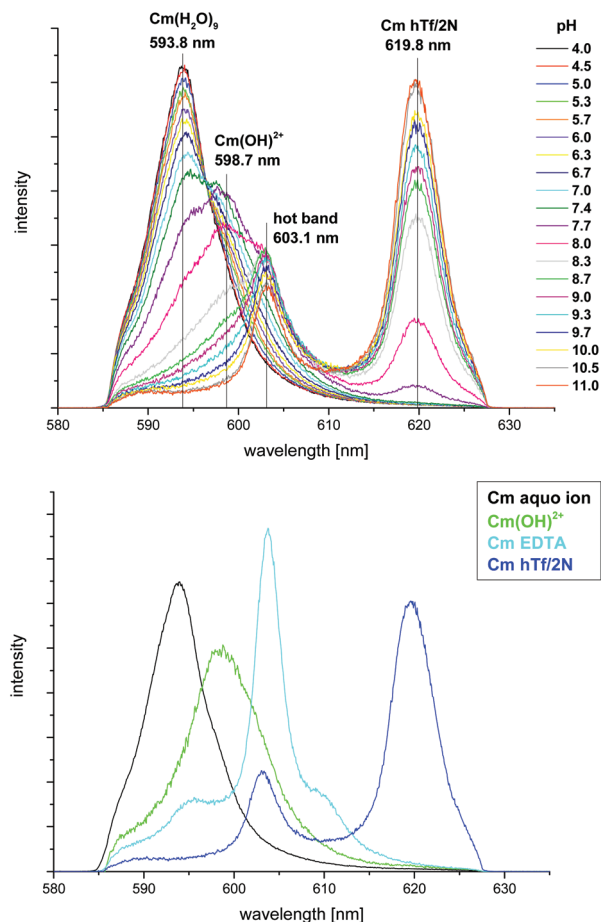 Cm(H₂O)₉
593.8 nm
Cm hTf/2N
619.8 nm
pH
4.0
4.5
5.0
5.3
5.7
6.0
6.3
6.7
7.0
7.4
7.7
8.0
8.3
8.7
9.0
9.3
9.7
10.0
10.5
11.0
Cm(OH)²⁺
598.7 nm
hot band
603.1 nm
intensity
580 590 600 610 620 630
wavelength [nm]
Cm aquo ion
Cm(OH)²⁺
Cm EDTA
Cm hTf/2N
intensity
580 590 600 610 620 630
wavelength [nm]